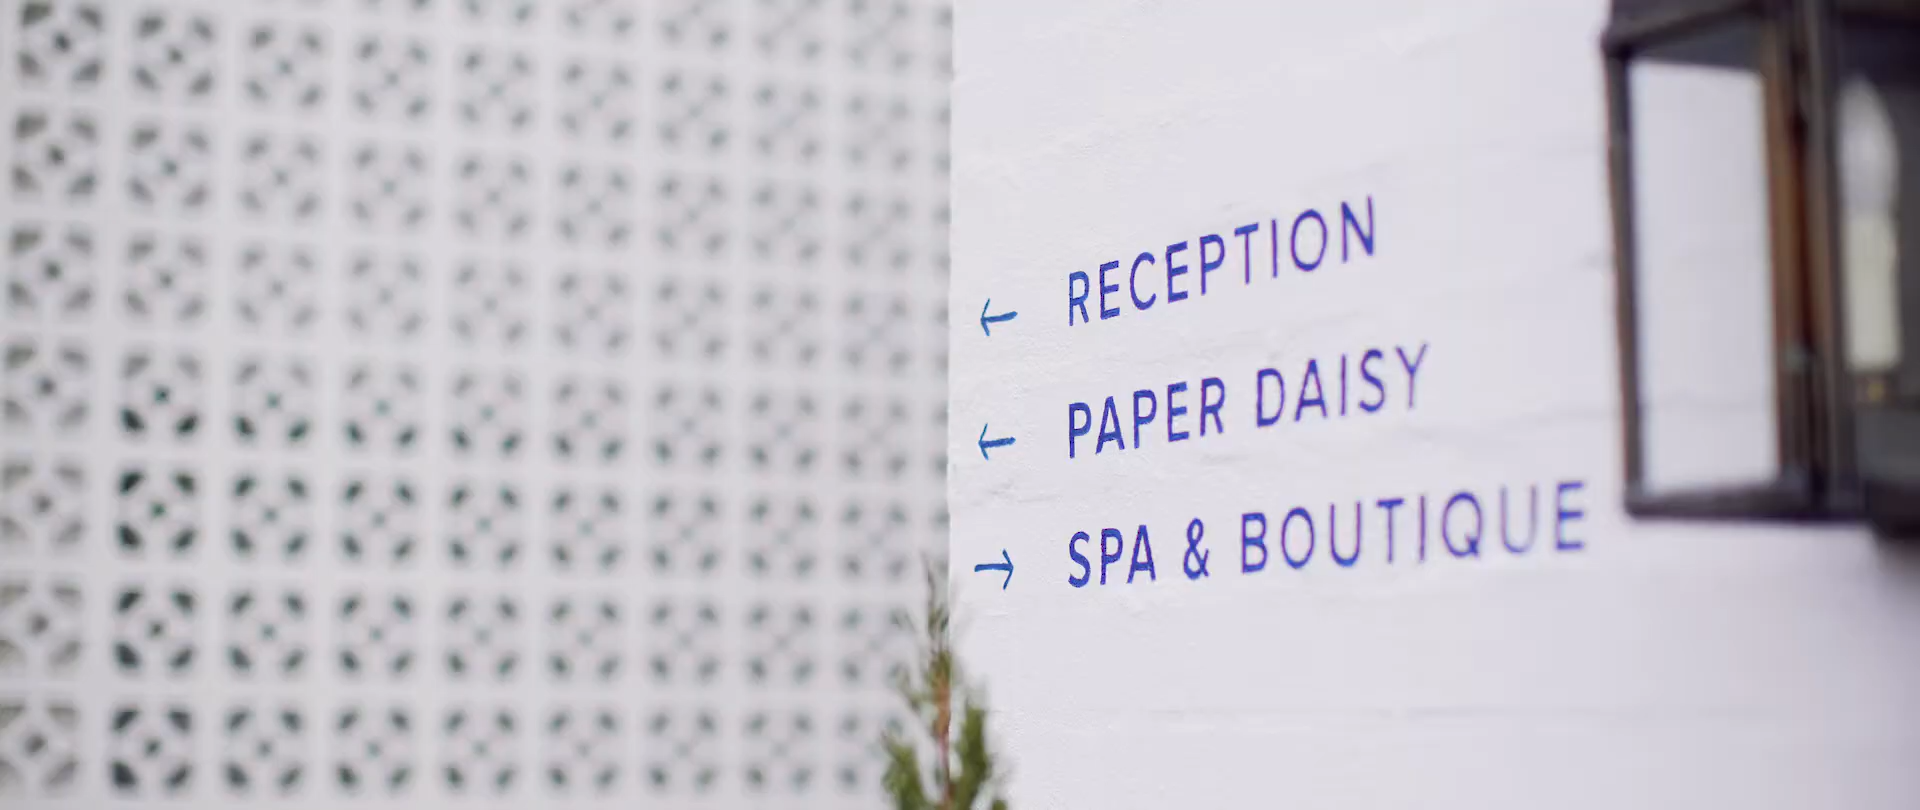 ← RECEPTION
← PAPER DAISY
→ SPA & BOUTIQUE